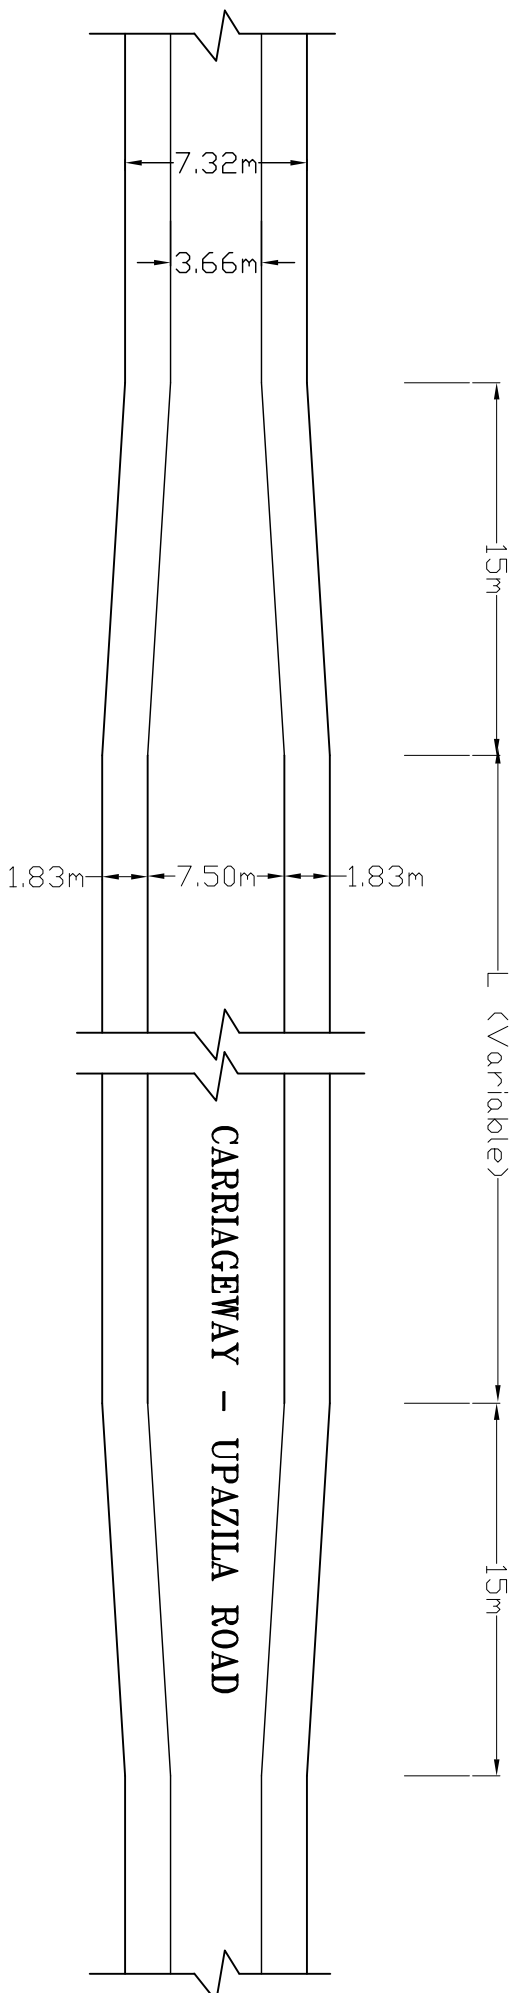 7.32m
3.66m
15m
1.83m
7.50m
1.83m
L (Variable)
CARRIAGEWAY - UPAZILA ROAD
15m